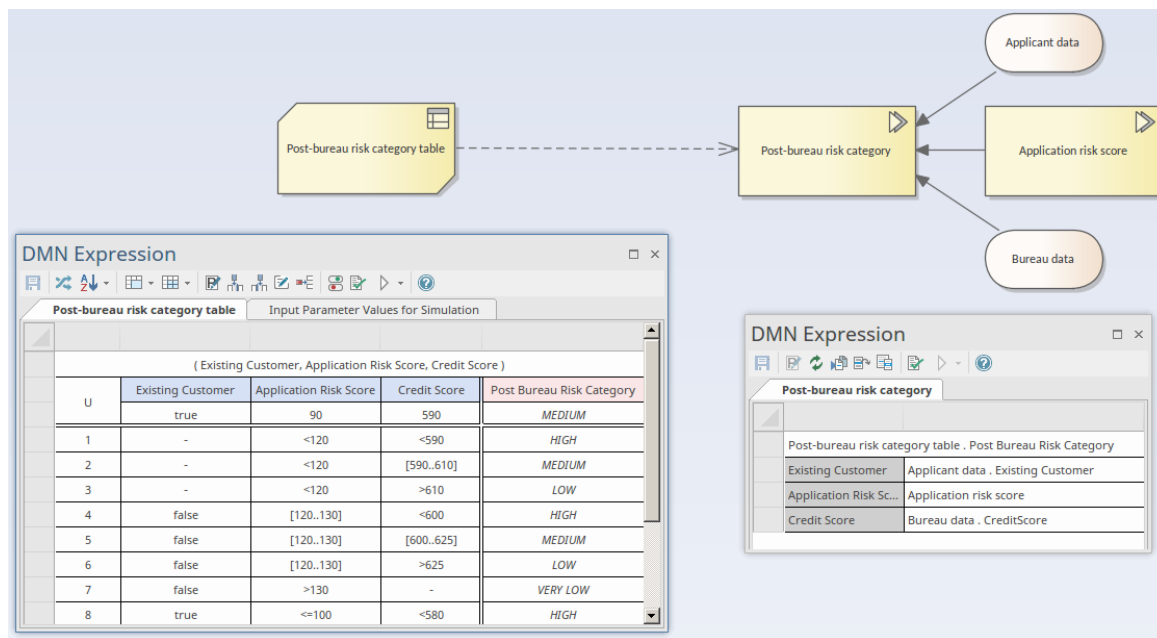 Applicant data
Post-bureau risk category table
Post-bureau risk category
Application risk score
Bureau data
DMN Expression
Post-bureau risk category table Input Parameter Values for Simulation
( Existing Customer, Application Risk Score, Credit Score )
U Existing Customer Application Risk Score Credit Score Post Bureau Risk Category
true 90 590 MEDIUM
1 - <120 <590 HIGH
2 - <120 [590..610] MEDIUM
3 - <120 >610 LOW
4 false [120..130] <600 HIGH
5 false [120..130] [600..625] MEDIUM
6 false [120..130] >625 LOW
7 false >130 - VERY LOW
8 true <=100 <580 HIGH
DMN Expression
Post-bureau risk category
Post-bureau risk category table . Post Bureau Risk Category
Existing Customer Applicant data . Existing Customer
Application Risk Sc... Application risk score
Credit Score Bureau data . CreditScore